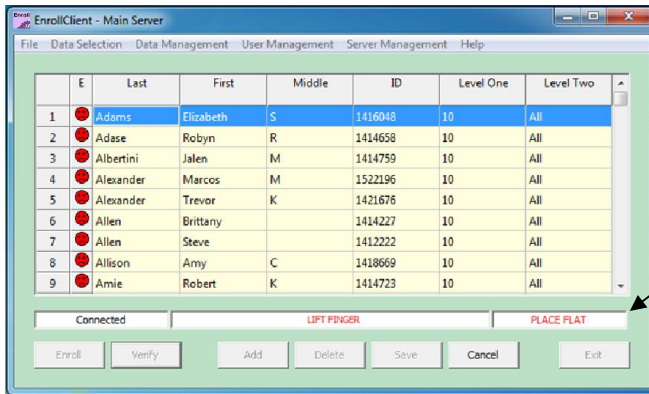 Enroll EnrollClient - Main Server
File Data Selection Data Management User Management Server Management Help
E Last First Middle ID Level One Level Two
1 Adams Elizabeth S 1416048 10 All
2 Adase Robyn R 1414658 10 All
3 Albertini Jalen M 1414759 10 All
4 Alexander Marcos M 1522196 10 All
5 Alexander Trevor K 1421676 10 All
6 Allen Brittany 1414227 10 All
7 Allen Steve 1412222 10 All
8 Allison Amy C 1418669 10 All
9 Amie Robert K 1414723 10 All
Connected LIFT FINGER PLACE FLAT
Enroll Verify Add Delete Save Cancel Exit